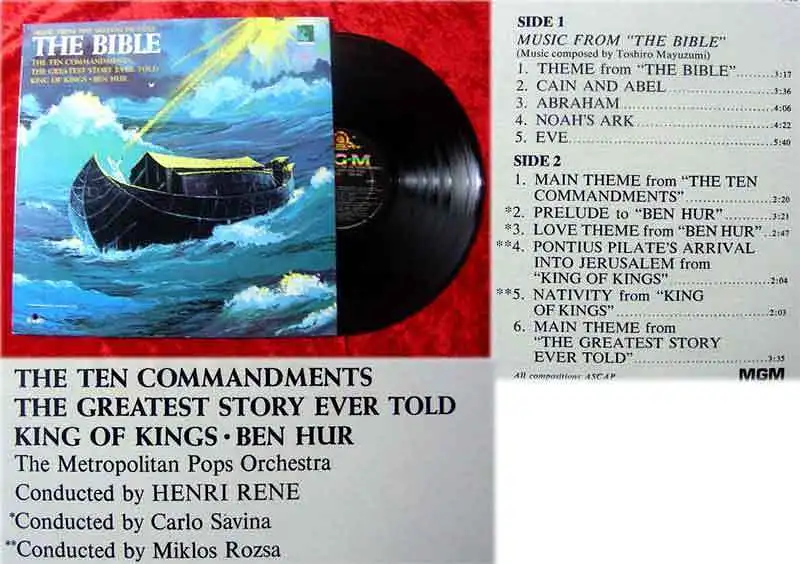 MUSIC FROM THE MOTION PICTURE
THE BIBLE
THE TEN COMMANDMENTS
THE GREATEST STORY EVER TOLD
KING OF KINGS • BEN HUR
M-G-M
SIDE 1
MUSIC FROM "THE BIBLE"
(Music composed by Toshiro Mayuzumi)
1. THEME from "THE BIBLE"..........3:17
2. CAIN AND ABEL..........3:36
3. ABRAHAM..........4:06
4. NOAH'S ARK..........4:22
5. EVE..........5:40
SIDE 2
1. MAIN THEME from "THE TEN
COMMANDMENTS"..........2:20
*2. PRELUDE to "BEN HUR"..........3:21
*3. LOVE THEME from "BEN HUR"..2:47
**4. PONTIUS PILATE'S ARRIVAL
INTO JERUSALEM from
"KING OF KINGS"..........2:04
**5. NATIVITY from "KING
OF KINGS"..........2:03
6. MAIN THEME from
"THE GREATEST STORY
EVER TOLD"..........3:35
All compositions ASCAP
MGM
THE TEN COMMANDMENTS
THE GREATEST STORY EVER TOLD
KING OF KINGS • BEN HUR
The Metropolitan Pops Orchestra
Conducted by HENRI RENE
*Conducted by Carlo Savina
**Conducted by Miklos Rozsa